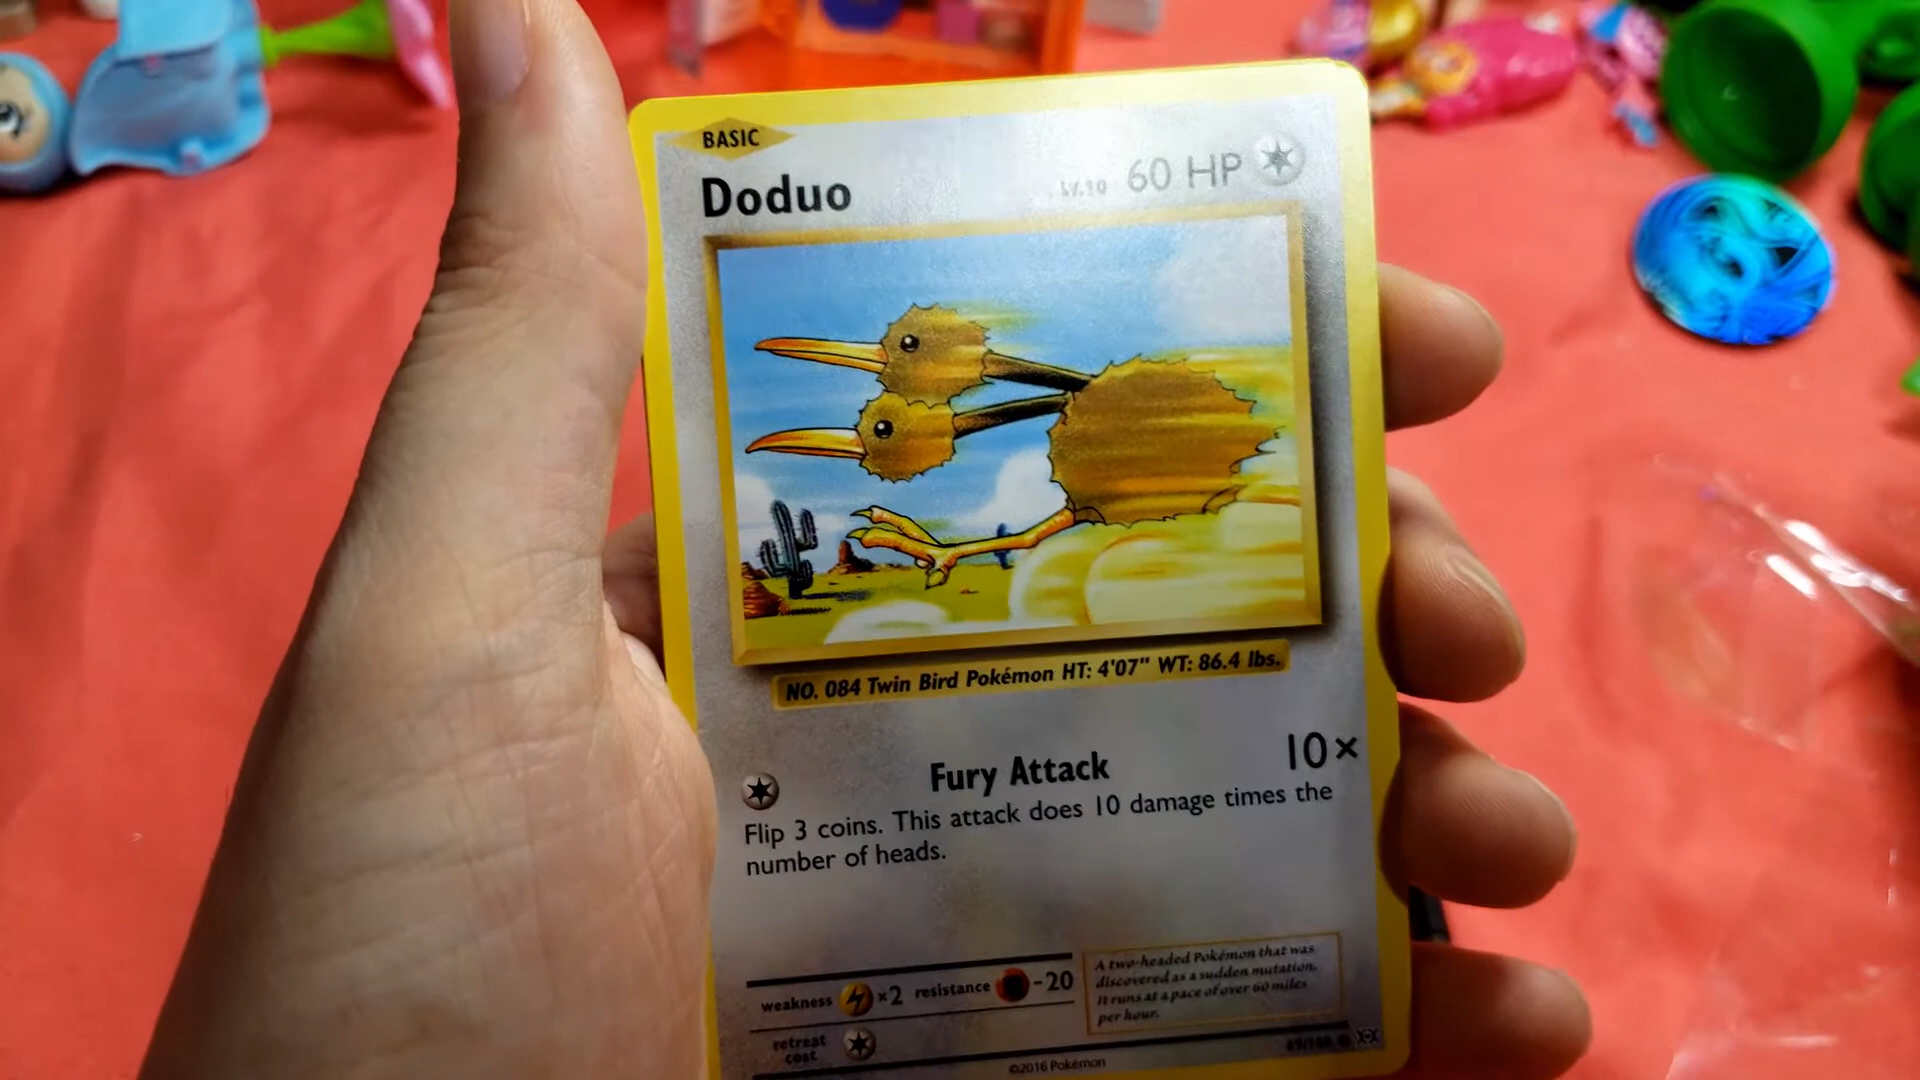 BASIC
Doduo
LV.10 60 HP
NO. 084 Twin Bird Pokémon HT: 4'07" WT: 86.4 lbs.
Fury Attack 10×
Flip 3 coins. This attack does 10 damage times the
number of heads.
weakness ×2 resistance -20
A two-headed Pokémon that was
discovered as a sudden mutation.
It runs at a pace of over 60 miles
per hour.
retreat
cost
©2016 Pokémon